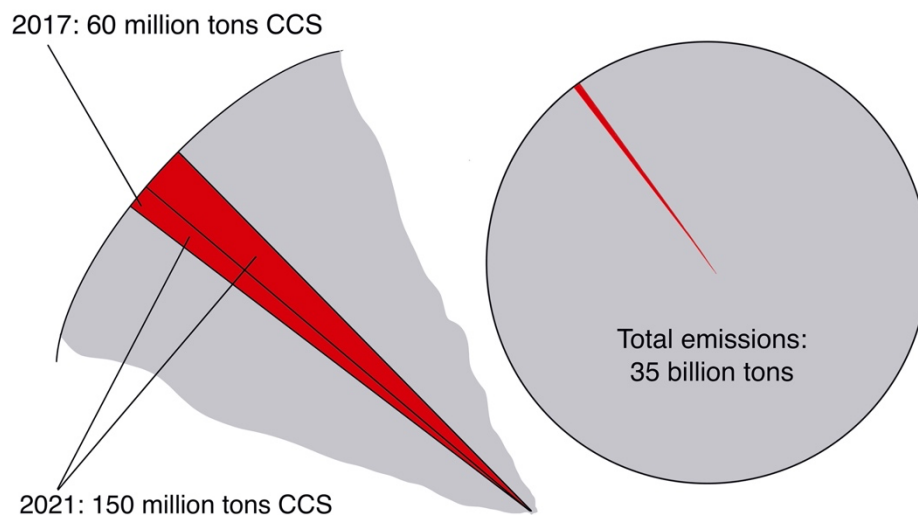 2017: 60 million tons CCS
Total emissions:
35 billion tons
2021: 150 million tons CCS